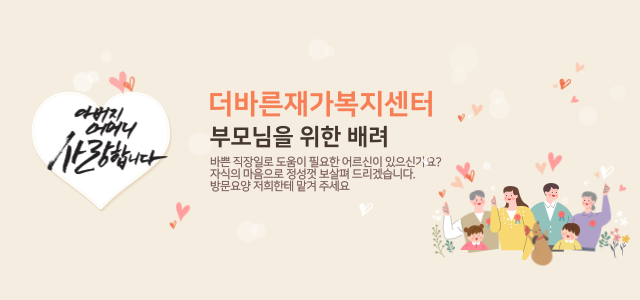 아버지
어머니
사랑합니다
더바른재가복지센터
부모님을 위한 배려
바쁜 직장일로 도움이 필요한 어르신이 있으신가요?
자식의 마음으로 정성껏 보살펴 드리겠습니다.
방문요양 저희한테 맡겨 주세요